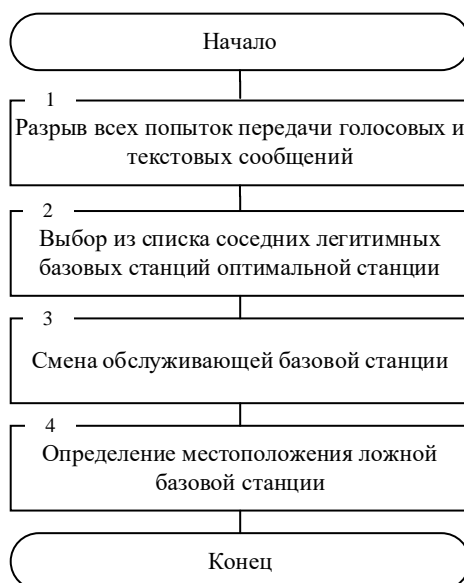 Начало
1
Разрыв всех попыток передачи голосовых и
текстовых сообщений
2
Выбор из списка соседних легитимных
базовых станций оптимальной станции
3
Смена обслуживающей базовой станции
4
Определение местоположения ложной
базовой станции
Конец